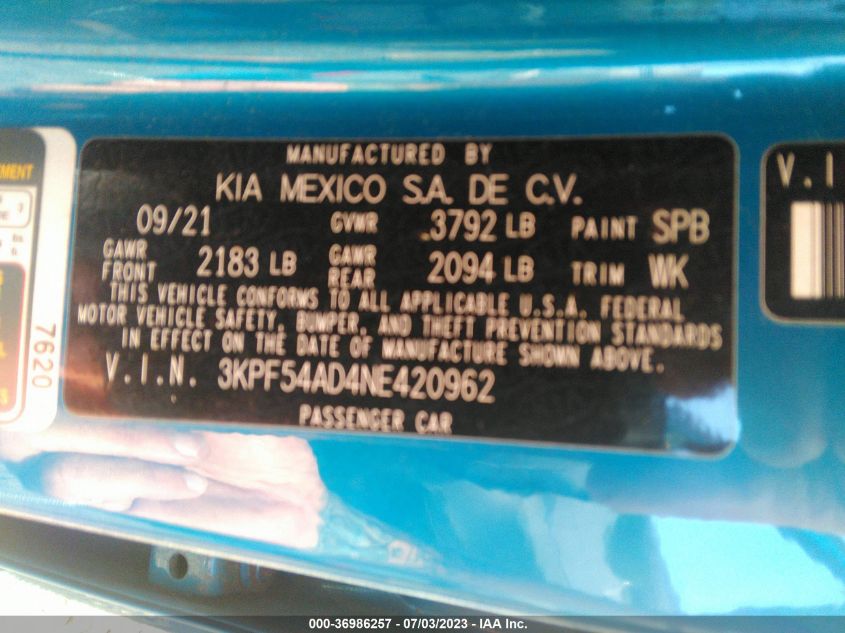 MANUFACTURED BY
KIA MEXICO S.A. DE C.V.
09/21 GVWR 3792 LB PAINT SPB
GAWR FRONT 2183 LB GAWR REAR 2094 LB TRIM WK
THIS VEHICLE CONFORMS TO ALL APPLICABLE U.S.A. FEDERAL
MOTOR VEHICLE SAFETY, BUMPER, AND THEFT PREVENTION STANDARDS
IN EFFECT ON THE DATE OF MANUFACTURE SHOWN ABOVE.
V.I.N. 3KPF54AD4NE420962
PASSENGER CAR
7620
V.I
000-36986257 - 07/03/2023 - IAA Inc.